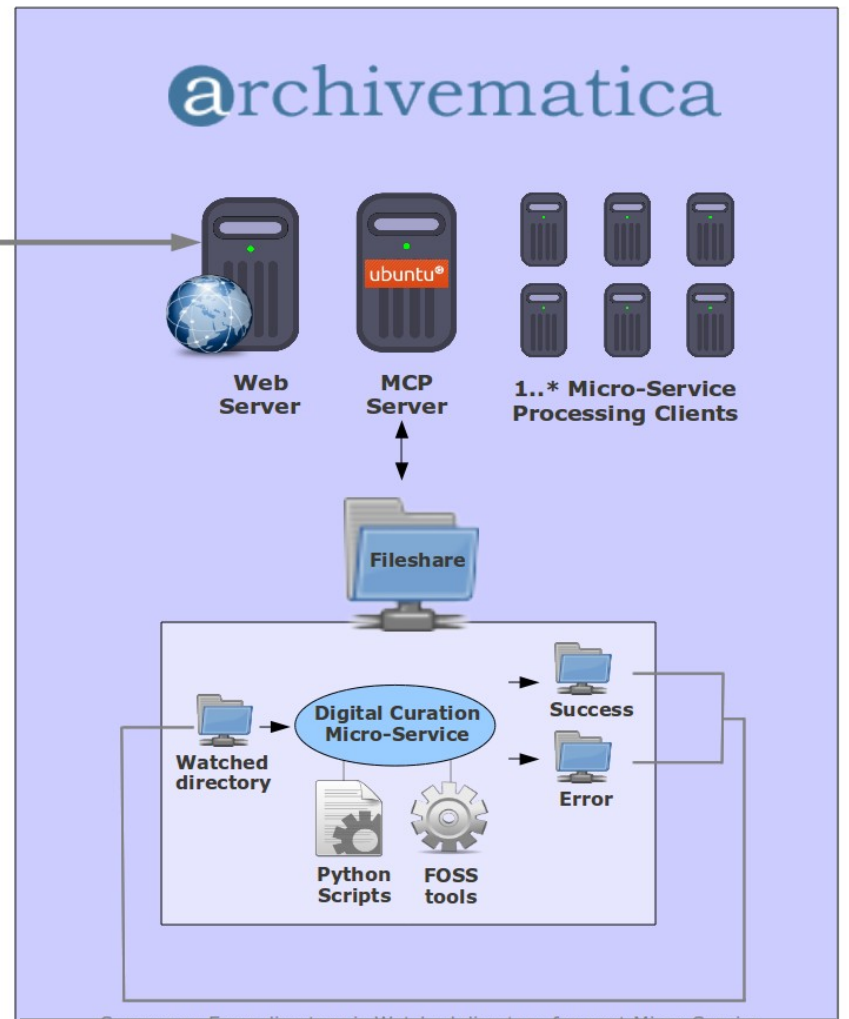 archivematica
ubuntu®
Web
Server
MCP
Server
1..* Micro-Service
Processing Clients
Fileshare
Digital Curation
Micro-Service
Success
Watched
directory
Error
Python
Scripts
FOSS
tools